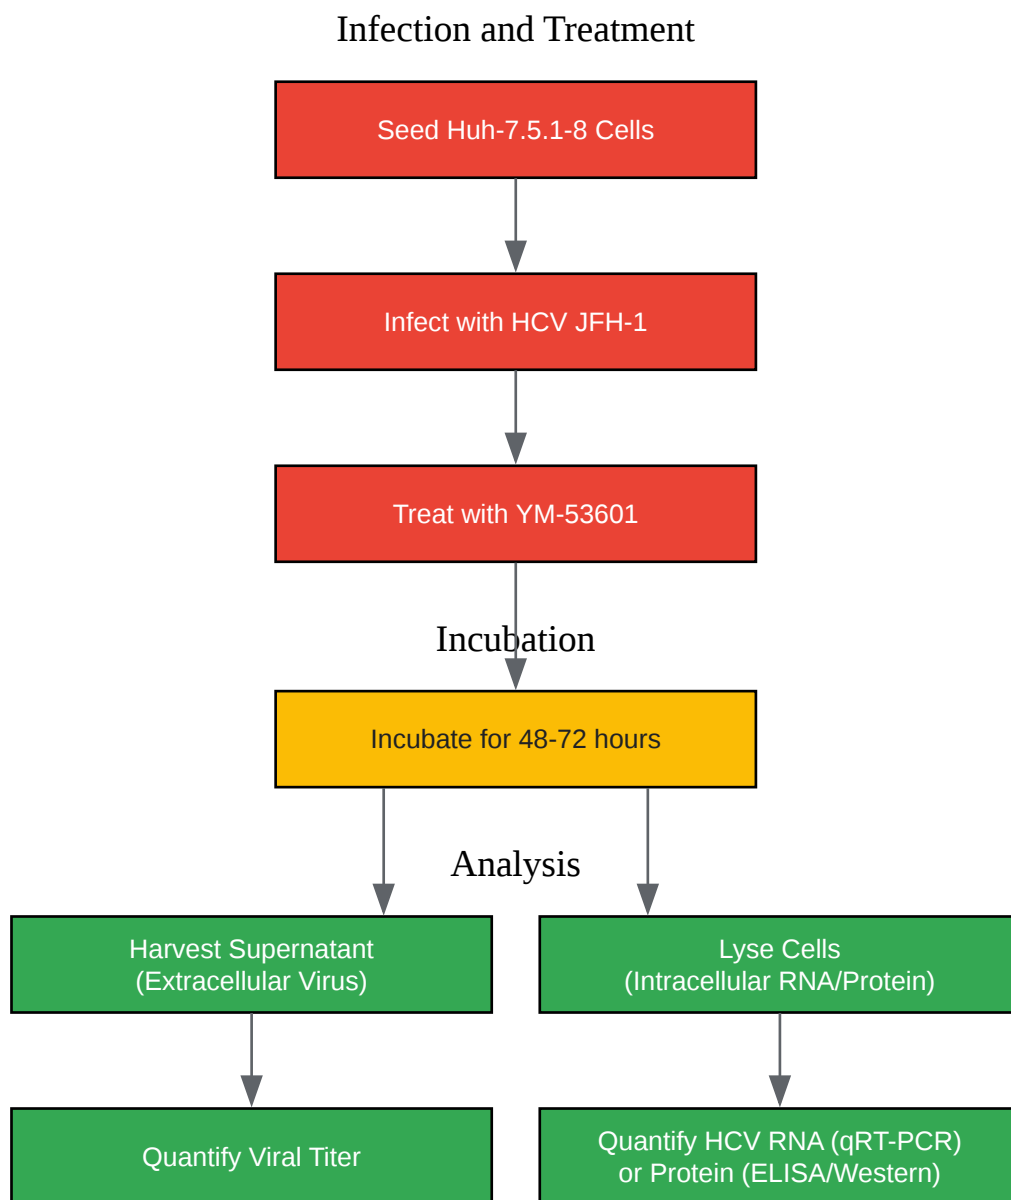 Infection and Treatment
Seed Huh-7.5.1-8 Cells
Infect with HCV JFH-1
Treat with YM-53601
Incubation
Incubate for 48-72 hours
Analysis
Harvest Supernatant
(Extracellular Virus)
Lyse Cells
(Intracellular RNA/Protein)
Quantify Viral Titer
Quantify HCV RNA (qRT-PCR)
or Protein (ELISA/Western)